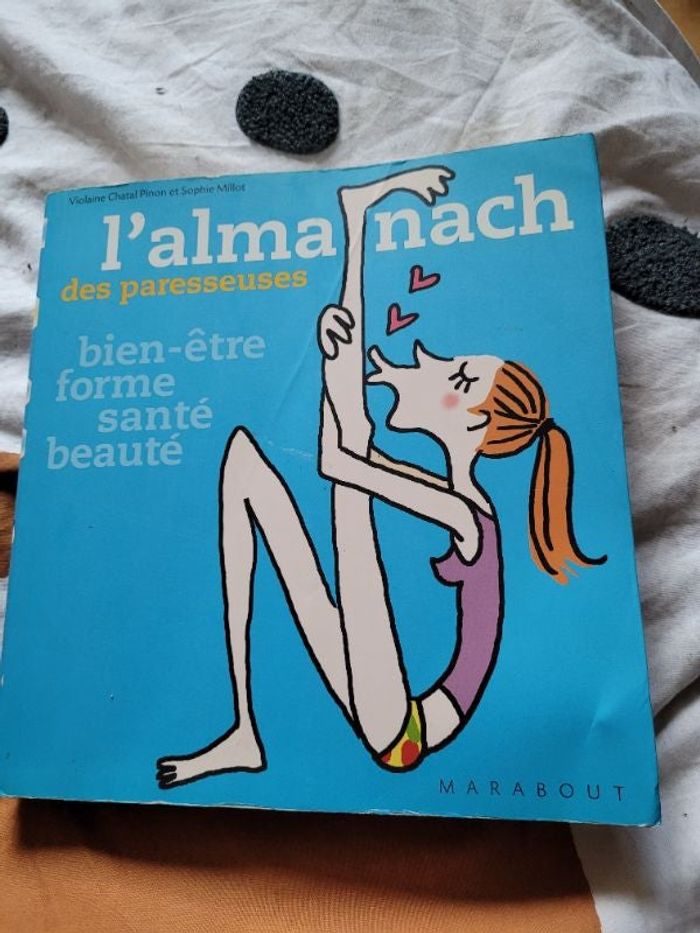 Violaine Chatal Pinon et Sophie Millot
l'almanach
des paresseuses
bien-être
forme
santé
beauté
MARABOUT